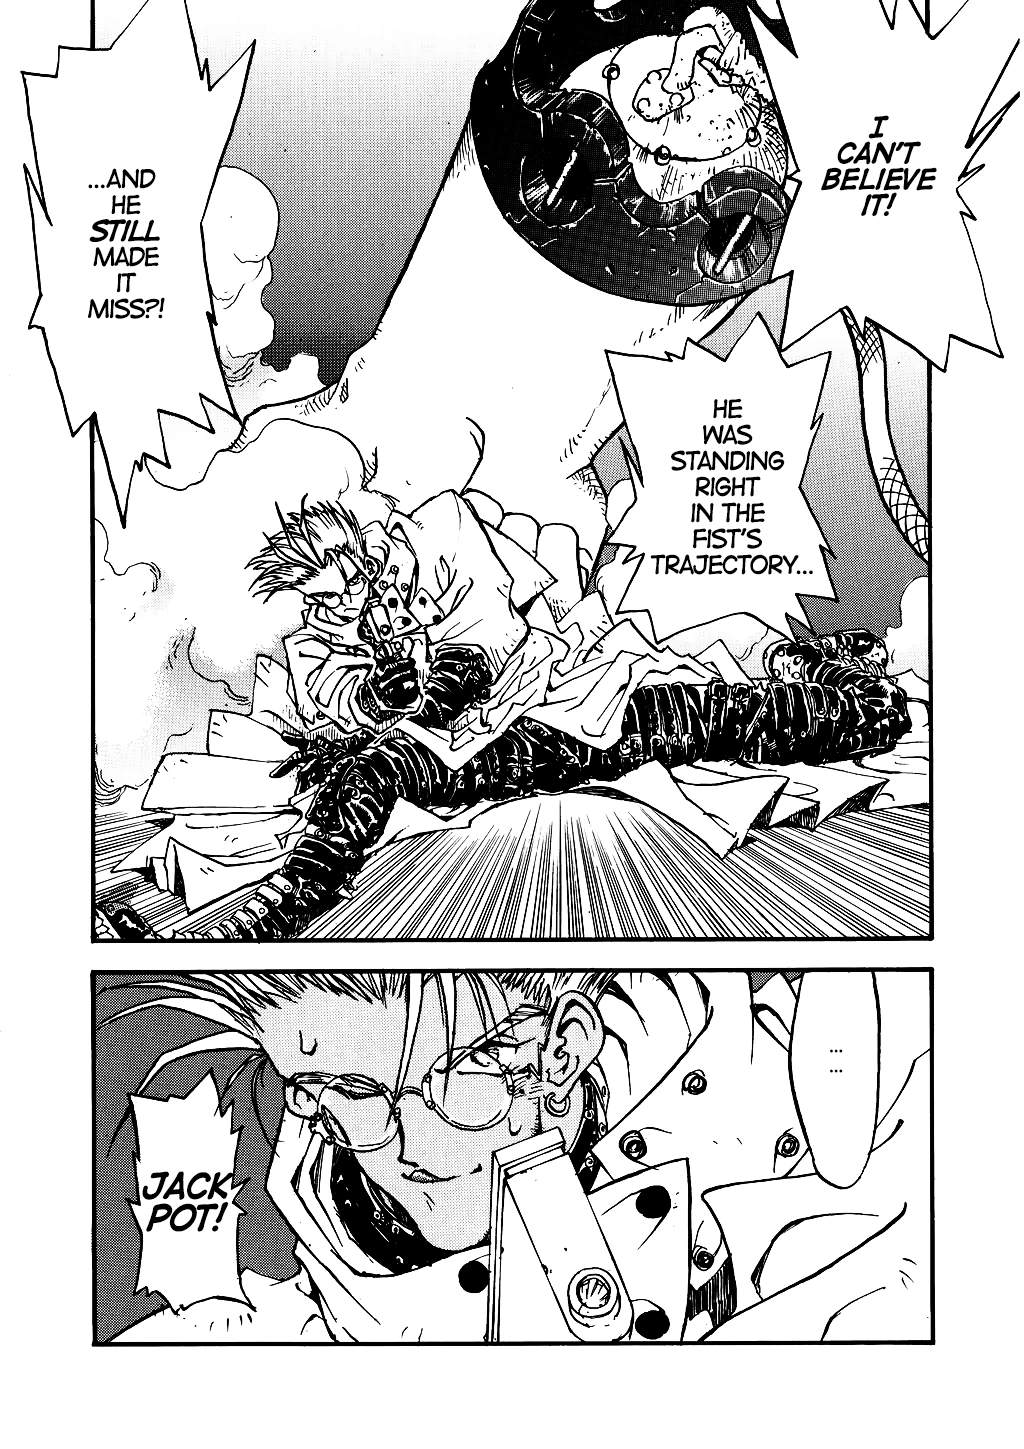 I
CAN'T
BELIEVE
IT!
HE
WAS
STANDING
RIGHT
IN THE
FIST'S
TRAJECTORY...
...AND
HE
STILL
MADE
IT
MISS?!
...
...
JACK
POT!